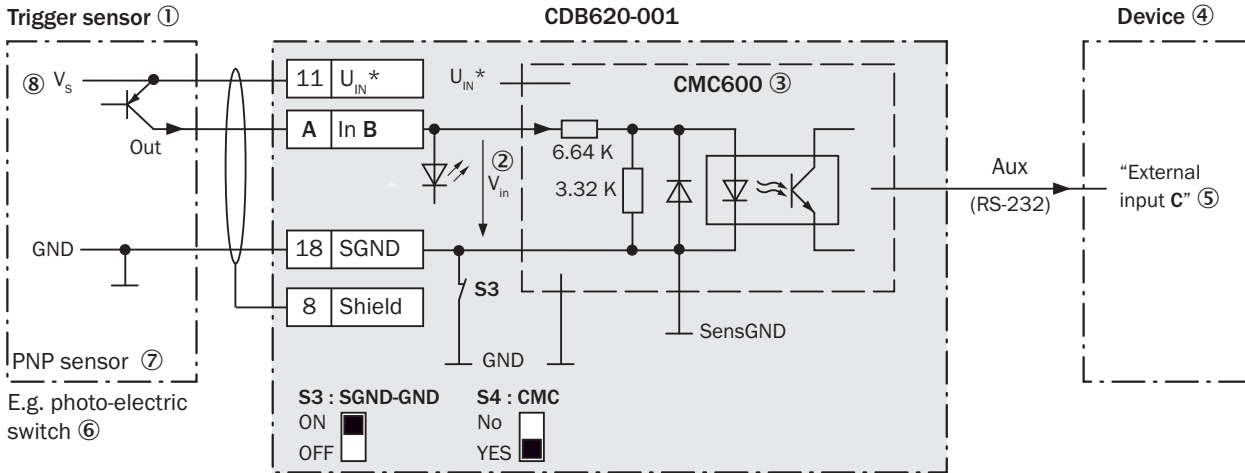 Trigger sensor ①
CDB620-001
Device ④
⑧ Vs
11 UIN*
UIN*
CMC600 ③
A In B
Out
6.64 K
② Vin
3.32 K
Aux
(RS-232)
“External
input C” ⑤
GND
18 SGND
S3
8 Shield
SensGND
GND
PNP sensor ⑦
E.g. photo-electric
switch ⑥
S3 : SGND-GND
ON
OFF
S4 : CMC
No
YES